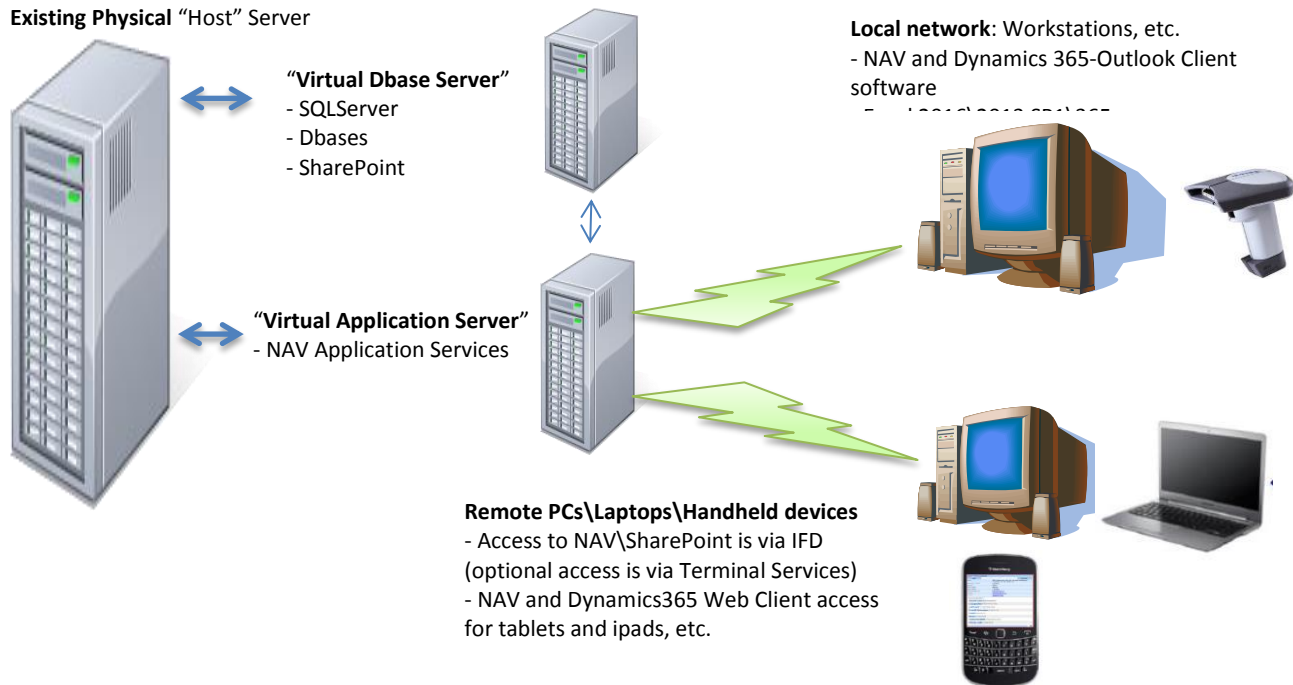 Existing Physical “Host” Server
“Virtual Dbase Server”
- SQLServer
- Dbases
- SharePoint
“Virtual Application Server”
- NAV Application Services
Local network: Workstations, etc.
- NAV and Dynamics 365-Outlook Client
software
Remote PCs\Laptops\Handheld devices
- Access to NAV\SharePoint is via IFD
(optional access is via Terminal Services)
- NAV and Dynamics365 Web Client access
for tablets and ipads, etc.